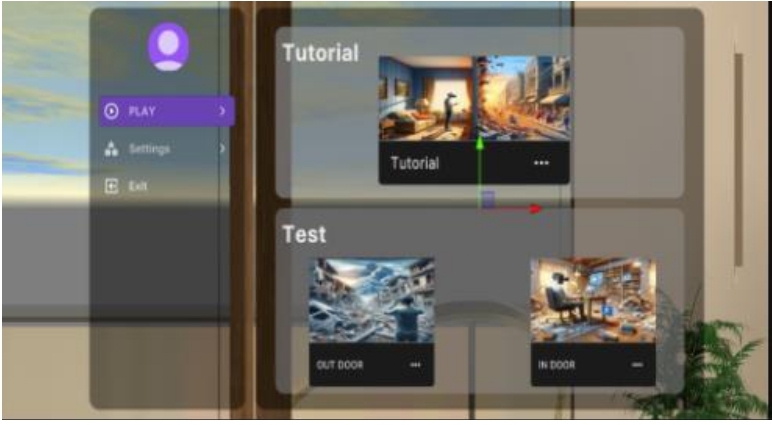 PLAY
Settings
Exit
Tutorial
Tutorial
Test
OUT DOOR
IN DOOR